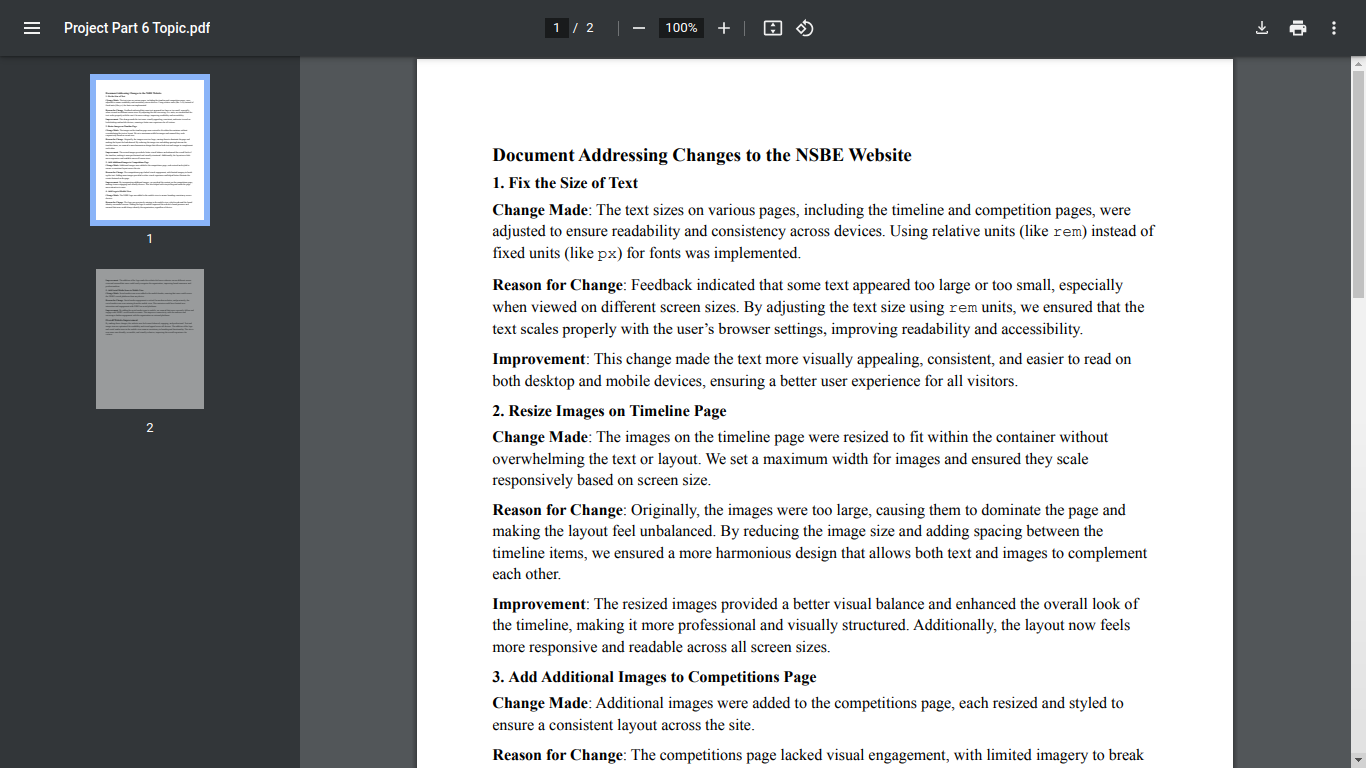 Project Part 6 Topic.pdf
1 / 2
100%
1
2
Document Addressing Changes to the NSBE Website
1. Fix the Size of Text
Change Made: The text sizes on various pages, including the timeline and competition pages, were
adjusted to ensure readability and consistency across devices. Using relative units (like rem) instead of
fixed units (like px) for fonts was implemented.
Reason for Change: Feedback indicated that some text appeared too large or too small, especially
when viewed on different screen sizes. By adjusting the text size using rem units, we ensured that the
text scales properly with the user’s browser settings, improving readability and accessibility.
Improvement: This change made the text more visually appealing, consistent, and easier to read on
both desktop and mobile devices, ensuring a better user experience for all visitors.
2. Resize Images on Timeline Page
Change Made: The images on the timeline page were resized to fit within the container without
overwhelming the text or layout. We set a maximum width for images and ensured they scale
responsively based on screen size.
Reason for Change: Originally, the images were too large, causing them to dominate the page and
making the layout feel unbalanced. By reducing the image size and adding spacing between the
timeline items, we ensured a more harmonious design that allows both text and images to complement
each other.
Improvement: The resized images provided a better visual balance and enhanced the overall look of
the timeline, making it more professional and visually structured. Additionally, the layout now feels
more responsive and readable across all screen sizes.
3. Add Additional Images to Competitions Page
Change Made: Additional images were added to the competitions page, each resized and styled to
ensure a consistent layout across the site.
Reason for Change: The competitions page lacked visual engagement, with limited imagery to break